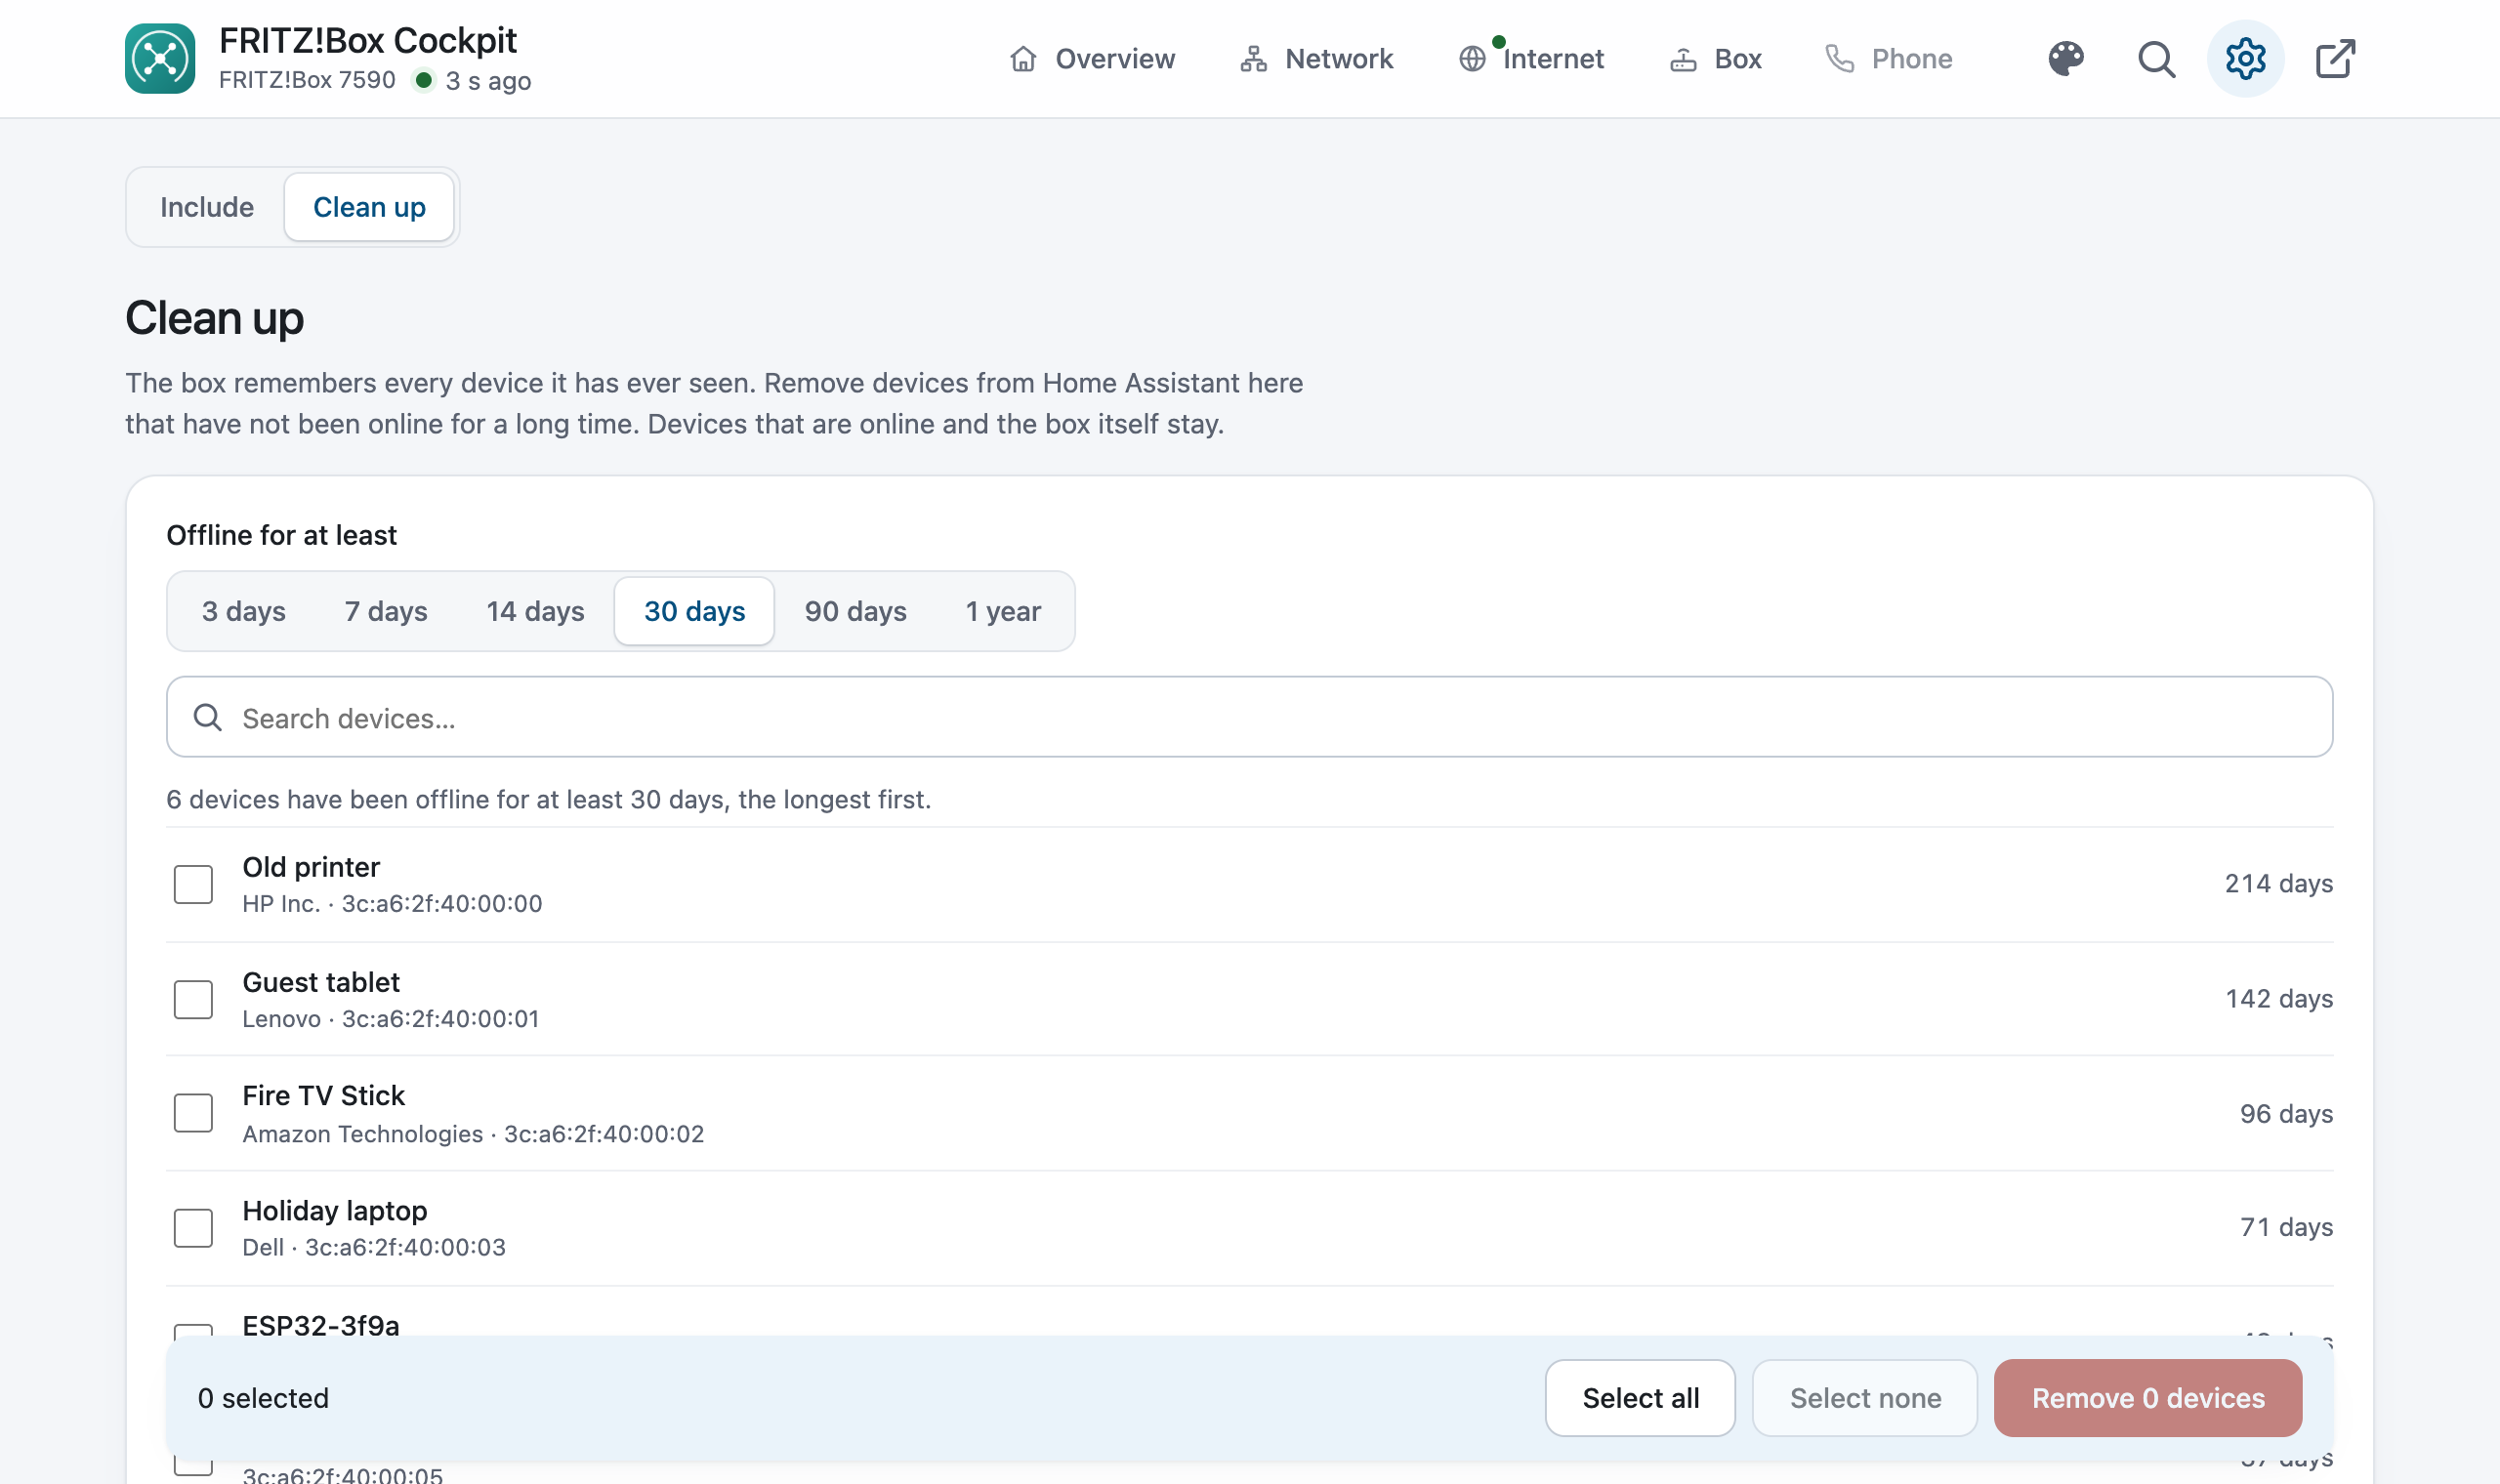 FRITZ!Box Cockpit
FRITZ!Box 7590 3 s ago
Overview
Network
Internet
Box
Phone
Include
Clean up
Clean up
The box remembers every device it has ever seen. Remove devices from Home Assistant here
that have not been online for a long time. Devices that are online and the box itself stay.
Offline for at least
3 days
7 days
14 days
30 days
90 days
1 year
Search devices...
6 devices have been offline for at least 30 days, the longest first.
Old printer
HP Inc. · 3c:a6:2f:40:00:00
214 days
Guest tablet
Lenovo · 3c:a6:2f:40:00:01
142 days
Fire TV Stick
Amazon Technologies · 3c:a6:2f:40:00:02
96 days
Holiday laptop
Dell · 3c:a6:2f:40:00:03
71 days
ESP32-3f9a
0 selected
Select all
Select none
Remove 0 devices
3c:a6:2f:40:00:05
days